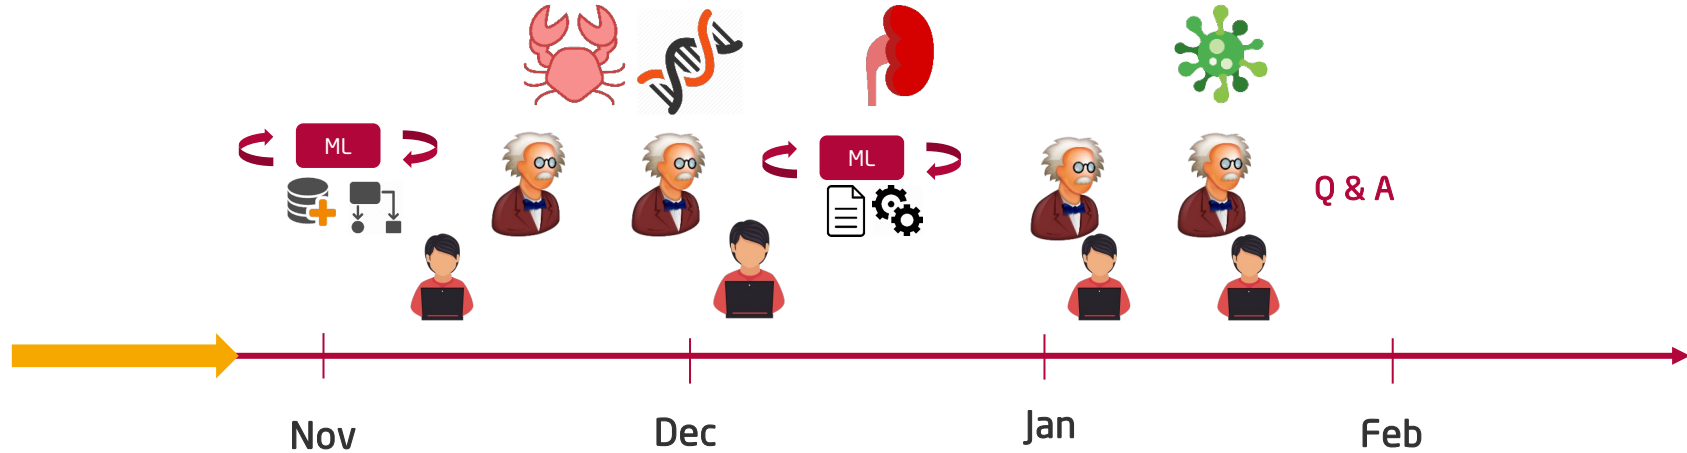 ML
ML
Q & A
Nov
Dec
Jan
Feb